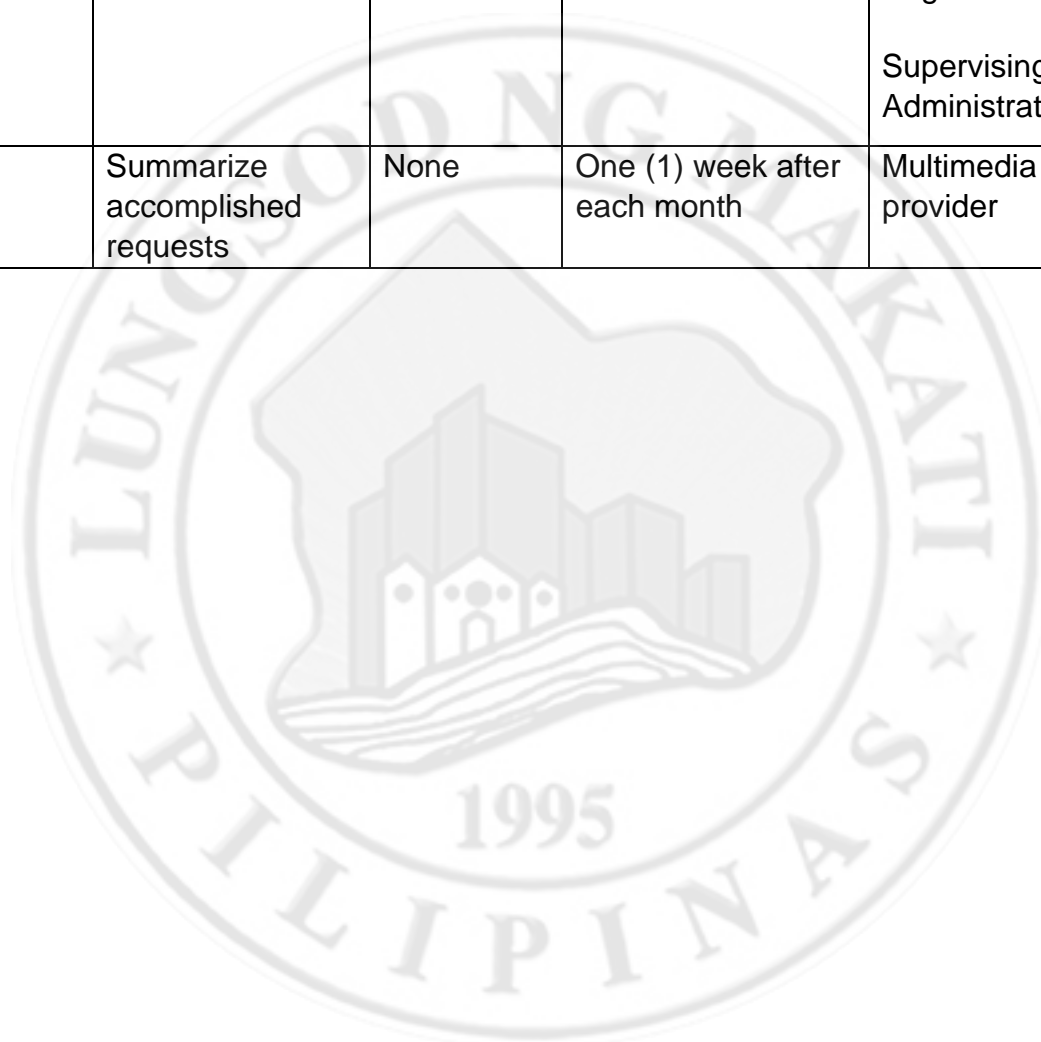 Supervising
Administrat
Summarize
accomplished
requests
None
One (1) week after
each month
Multimedia
provider
LUNGSOD NG MAKATI
1995
PILIPINAS